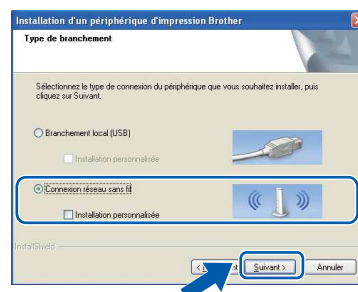 Installation d'un périphérique d'impression Brother
Type de branchement
Sélectionnez le type de connexion du périphérique que vous souhaitez installer, puis
cliquez sur Suivant.
Branchement local (USB)
Installation personnalisée
Connexion réseau sans fil
Installation personnalisée
InstallShield
Suivant >
Annuler